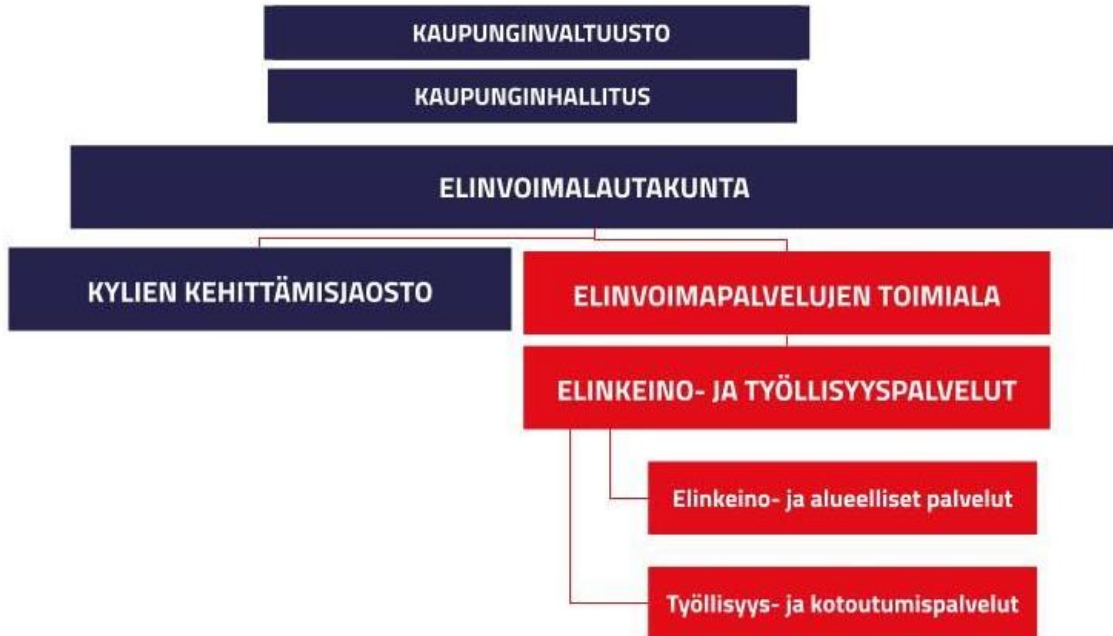 KAUPUNGINVALTUUSTO
KAUPUNGINHALLITUS
ELINVOIMALAUTAKUNTA
KYLIEN KEHITTÄMISJAOSTO
ELINVOIMAPALVELUJEN TOIMIALA
ELINKEINO- JA TYÖLLISYYSPALVELUT
Elinkeino- ja alueelliset palvelut
Työllisyys- ja kotoutumispalvelut